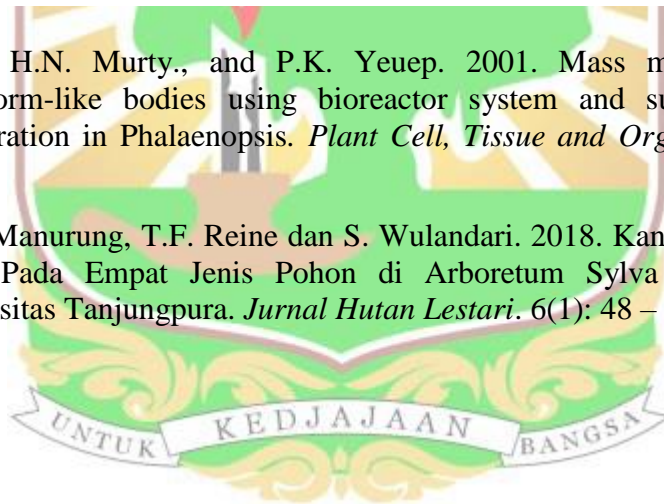 H.N. Murty., and P.K. Yeuep. 2001. Mass m
orm-like bodies using bioreactor system and su
ration in Phalaenopsis. Plant Cell, Tissue and Org
Manurung, T.F. Reine dan S. Wulandari. 2018. Kan
Pada Empat Jenis Pohon di Arboretum Sylva
sitas Tanjungpura. Jurnal Hutan Lestari. 6(1): 48 –
UNTUK KEDJAJAAN BANGSA